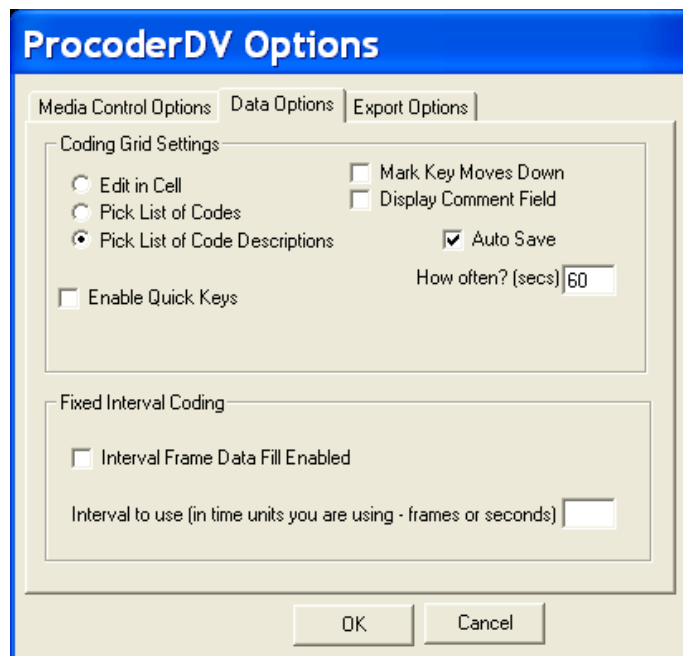 ProcoderDV Options
Media Control Options Data Options Export Options
Coding Grid Settings
Edit in Cell
Pick List of Codes
Pick List of Code Descriptions
Enable Quick Keys
Mark Key Moves Down
Display Comment Field
Auto Save
How often? (secs) 60
Fixed Interval Coding
Interval Frame Data Fill Enabled
Interval to use (in time units you are using - frames or seconds)
OK Cancel